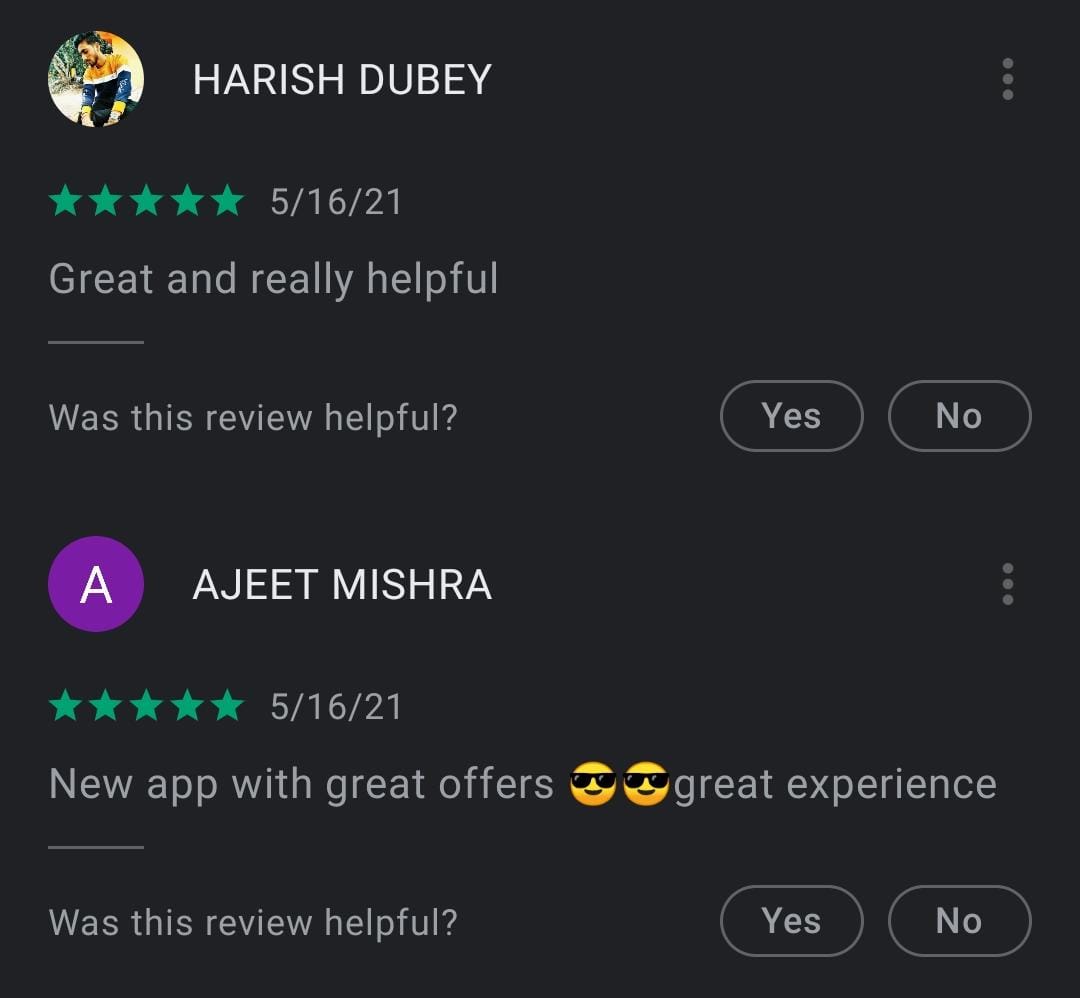 HARISH DUBEY
5/16/21
Great and really helpful
Was this review helpful?
Yes
No
A
AJEET MISHRA
5/16/21
New app with great offers 😎😎great experience
Was this review helpful?
Yes
No